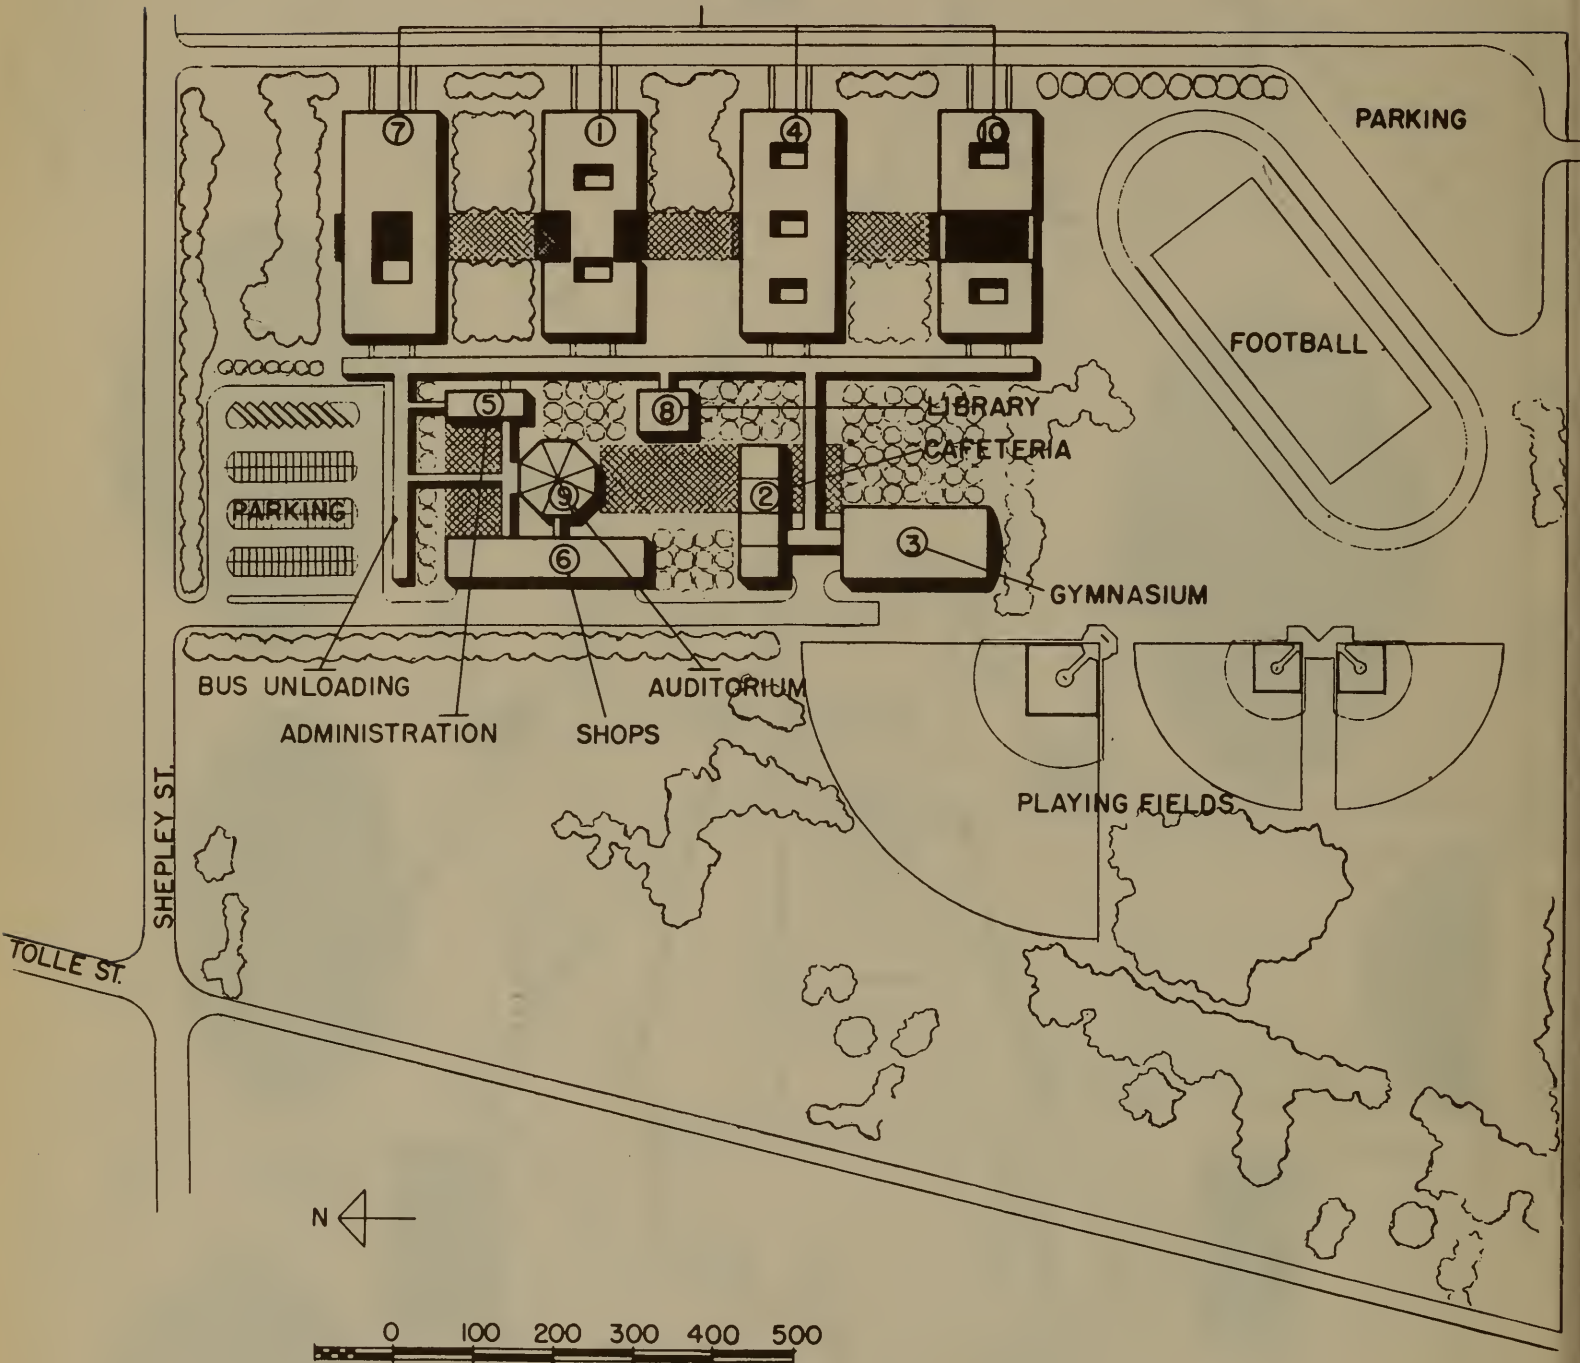 7
1
4
10
PARKING
FOOTBALL
5
8
LIBRARY
CAFETERIA
9
2
PARKING
6
3
GYMNASIUM
BUS UNLOADING
AUDITORIUM
ADMINISTRATION
SHOPS
SHEPLEY ST.
PLAYING FIELDS
TOLLE ST.
N
0 100 200 300 400 500